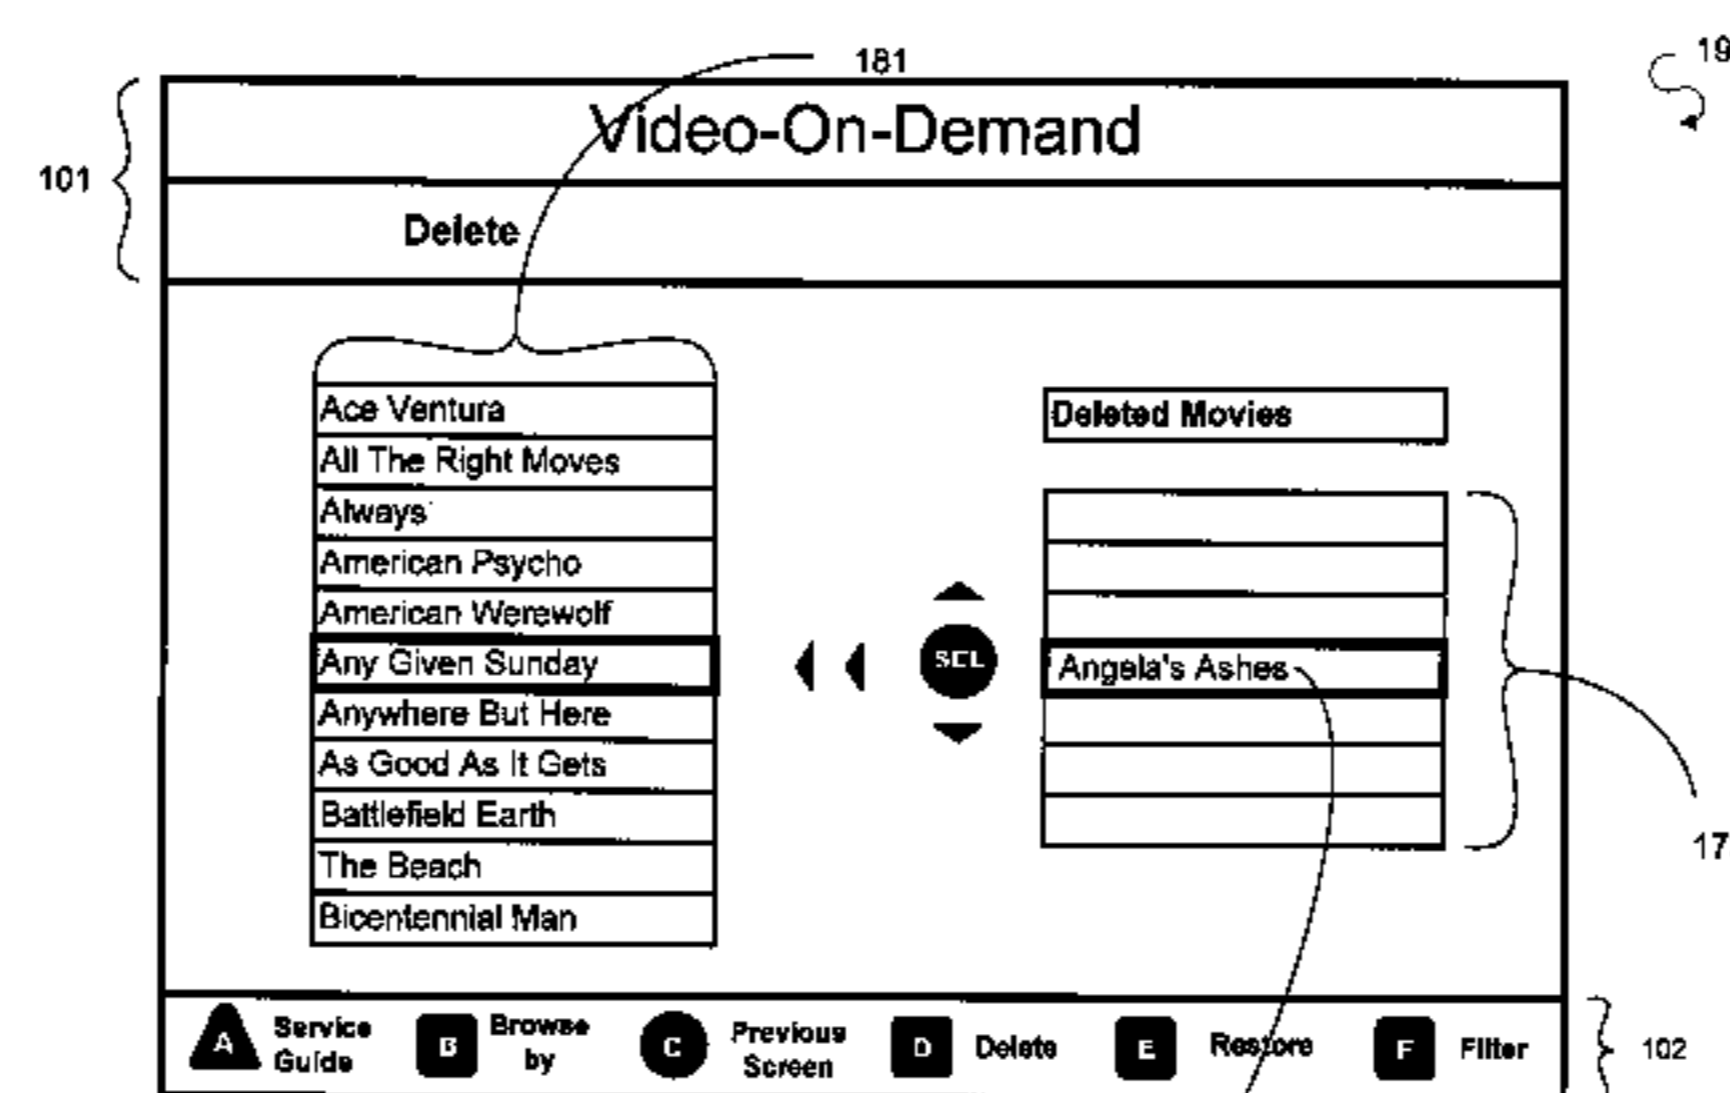 181
19
Video-On-Demand
101
Delete
Ace Ventura
All The Right Moves
Always
American Psycho
American Werewolf
Any Given Sunday
Anywhere But Here
As Good As It Gets
Battlefield Earth
The Beach
Bicentennial Man
SEL
Deleted Movies
Angela's Ashes
17
A Service Guide
B Browse by
C Previous Screen
D Delete
E Restore
F Filter
102